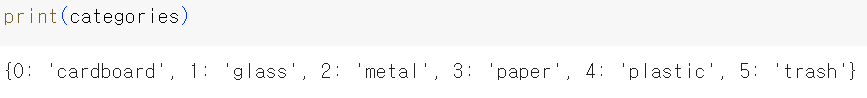 print(categories)
{0: 'cardboard', 1: 'glass', 2: 'metal', 3: 'paper', 4: 'plastic', 5: 'trash'}